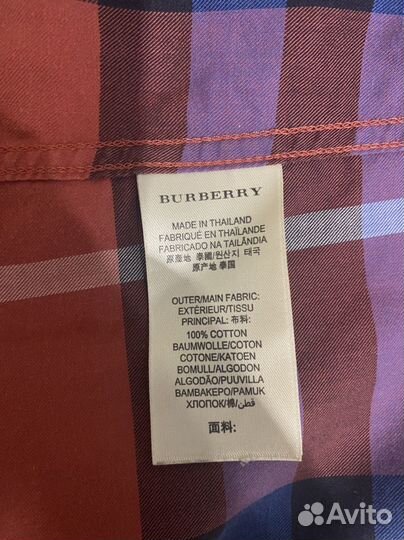 BURBERRY
MADE IN THAILAND
FABRIQUÉ EN THAÏLANDE
FABRICADO NA TAILÂNDIA
原產地 泰國/원산지 태국
原产地 泰国
OUTER/MAIN FABRIC:
EXTÉRIEUR/TISSU
PRINCIPAL: 布料:
100% COTTON
BAUMWOLLE/COTON
COTONE/KATOEN
BOMULL/ALGODON
ALGODÃO/PUUVILLA
ΒΑΜΒΑΚΕΡΟ/PAMUK
ХЛОПОК/棉/قطن
面料:
Avito